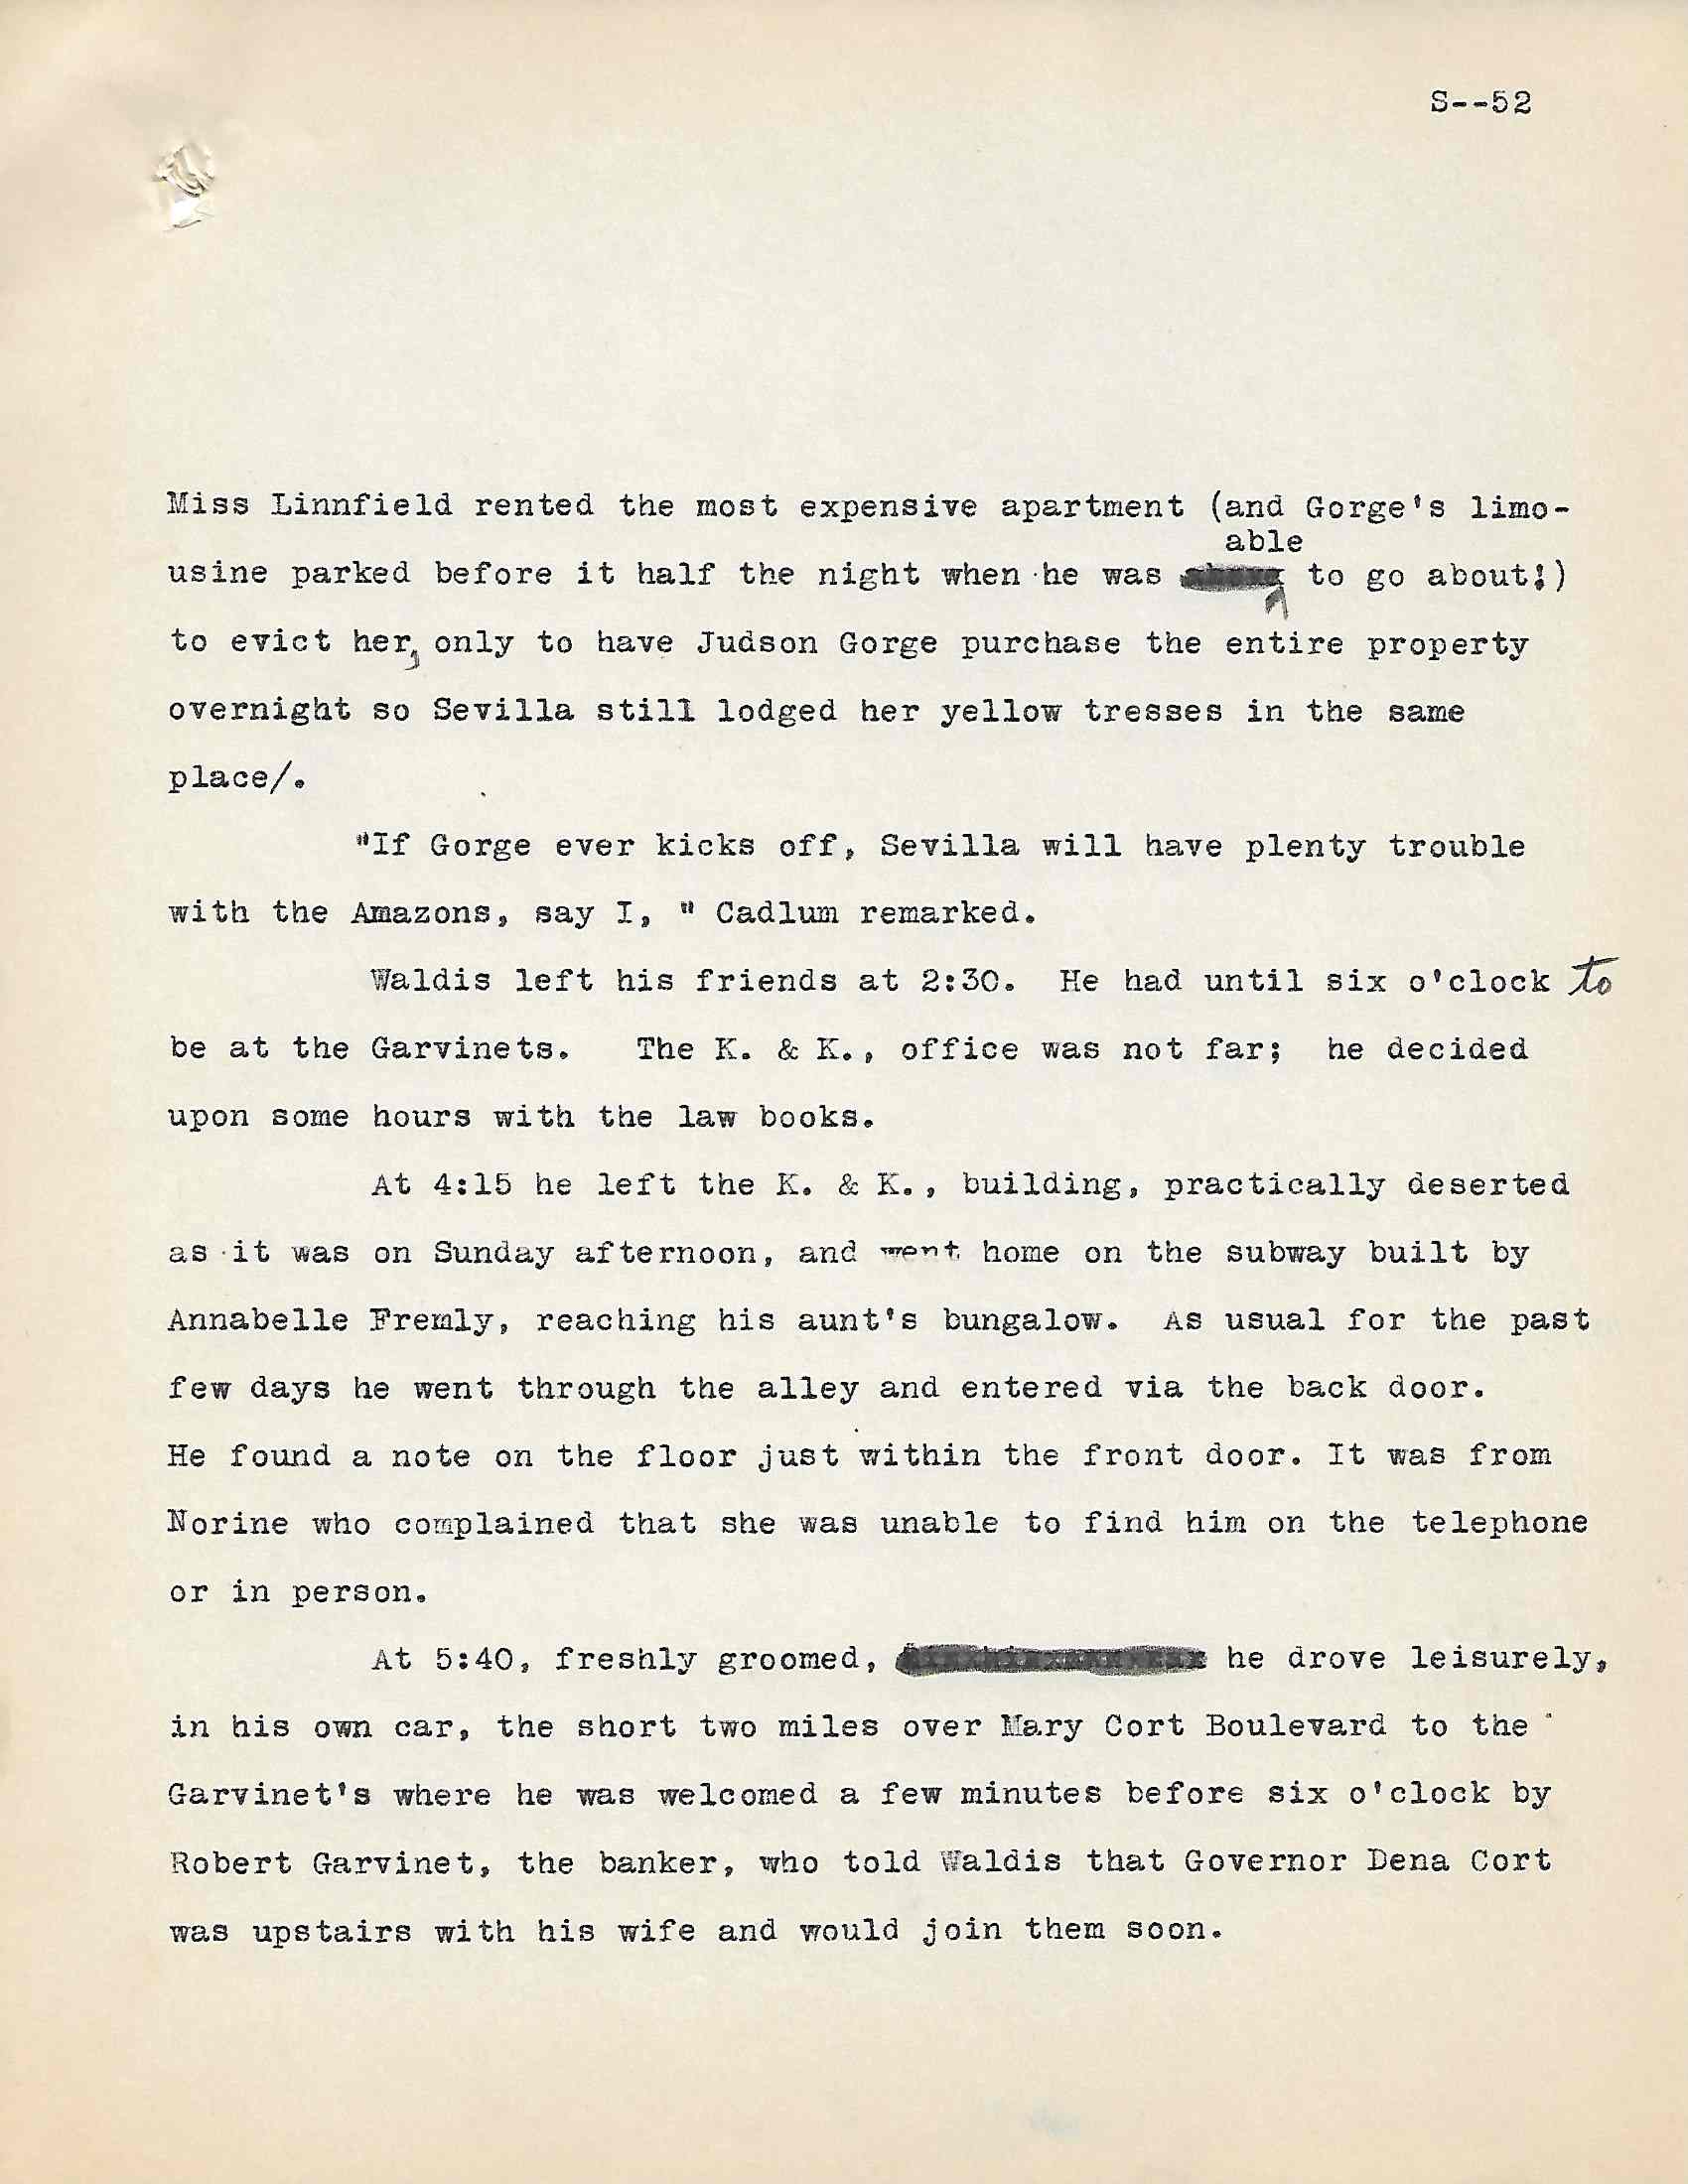 S--52
Miss Linnfield rented the most expensive apartment (and Gorge's limo-
able
usine parked before it half the night when he was to go about!)
to evict her, only to have Judson Gorge purchase the entire property
overnight so Sevilla still lodged her yellow tresses in the same
place/.
"If Gorge ever kicks off, Sevilla will have plenty trouble
with the Amazons, say I, " Cadlum remarked.
Waldis left his friends at 2:30. He had until six o'clock to
be at the Garvinets. The K. & K., office was not far; he decided
upon some hours with the law books.
At 4:15 he left the K. & K., building, practically deserted
as it was on Sunday afternoon, and went home on the subway built by
Annabelle Fremly, reaching his aunt's bungalow. As usual for the past
few days he went through the alley and entered via the back door.
He found a note on the floor just within the front door. It was from
Norine who complained that she was unable to find him on the telephone
or in person.
At 5:40, freshly groomed, he drove leisurely,
in his own car, the short two miles over Mary Cort Boulevard to the
Garvinet's where he was welcomed a few minutes before six o'clock by
Robert Garvinet, the banker, who told Waldis that Governor Dena Cort
was upstairs with his wife and would join them soon.